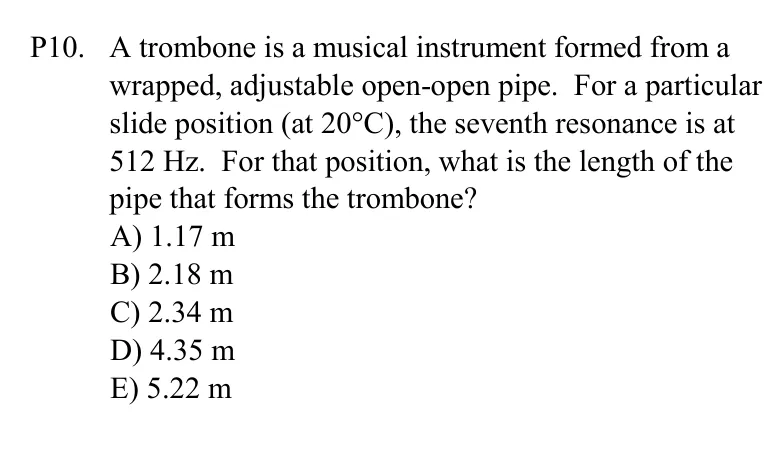 P10. A trombone is a musical instrument formed from a
wrapped, adjustable open-open pipe. For a particular
slide position (at 20°C), the seventh resonance is at
512 Hz. For that position, what is the length of the
pipe that forms the trombone?
A) 1.17 m
B) 2.18 m
C) 2.34 m
D) 4.35 m
E) 5.22 m